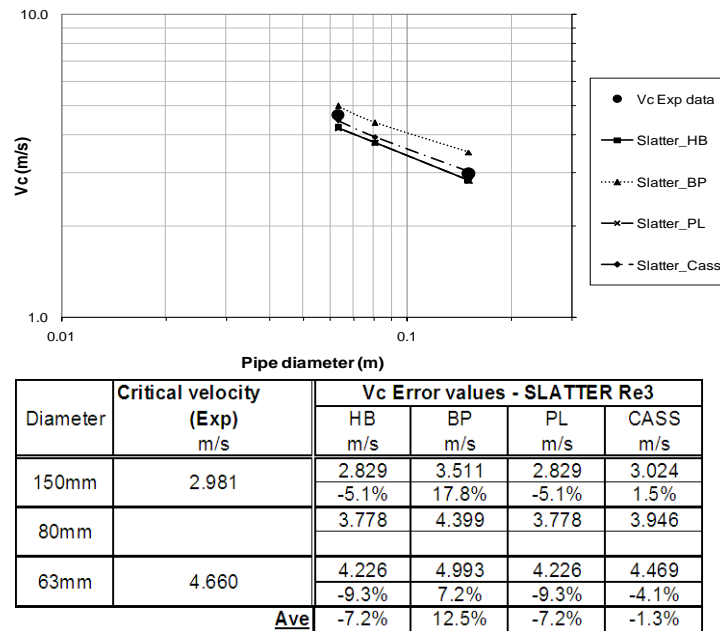 10.0
Vc (m/s)
1.0
0.01
0.1
Pipe diameter (m)
Vc Exp data
Slatter_HB
Slatter_BP
Slatter_PL
Slatter_Cass
Diameter
Critical velocity
(Exp)
m/s
Vc Error values - SLATTER Re3
HB BP PL CASS
m/s m/s m/s m/s
150mm 2.981 2.829 3.511 2.829 3.024
-5.1% 17.8% -5.1% 1.5%
80mm 3.778 4.399 3.778 3.946
63mm 4.660 4.226 4.993 4.226 4.469
-9.3% 7.2% -9.3% -4.1%
Ave -7.2% 12.5% -7.2% -1.3%